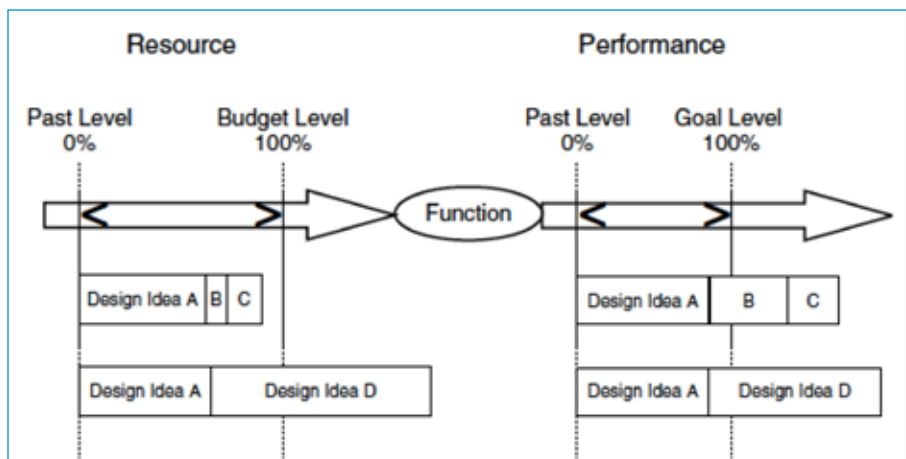 Resource Performance
Past Level Budget Level Past Level Goal Level
0% 100% 0% 100%
< > Function < >
Design Idea A B C Design Idea A B C
Design Idea A Design Idea D Design Idea A Design Idea D